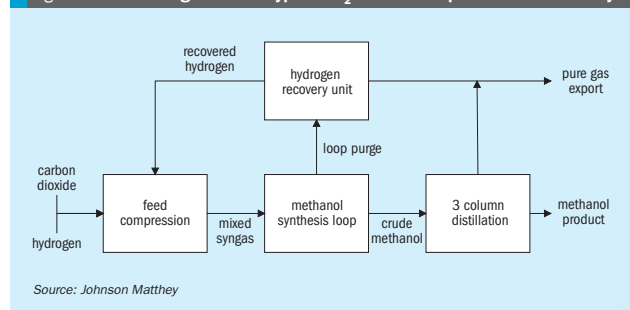 recovered
hydrogen
hydrogen
recovery unit
pure gas
export
loop purge
carbon
dioxide
hydrogen
feed
compression
mixed
syngas
methanol
synthesis loop
crude
methanol
3 column
distillation
methanol
product
Source: Johnson Matthey